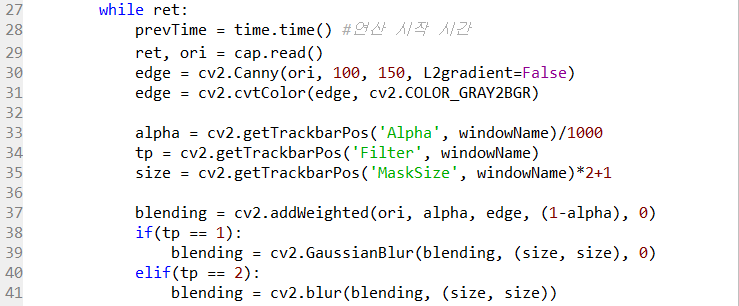 27 while ret:
28 prevTime = time.time() #연산 시작 시간
29 ret, ori = cap.read()
30 edge = cv2.Canny(ori, 100, 150, L2gradient=False)
31 edge = cv2.cvtColor(edge, cv2.COLOR_GRAY2BGR)
32
33 alpha = cv2.getTrackbarPos('Alpha', windowName)/1000
34 tp = cv2.getTrackbarPos('Filter', windowName)
35 size = cv2.getTrackbarPos('MaskSize', windowName)*2+1
36
37 blending = cv2.addWeighted(ori, alpha, edge, (1-alpha), 0)
38 if(tp == 1):
39 blending = cv2.GaussianBlur(blending, (size, size), 0)
40 elif(tp == 2):
41 blending = cv2.blur(blending, (size, size))